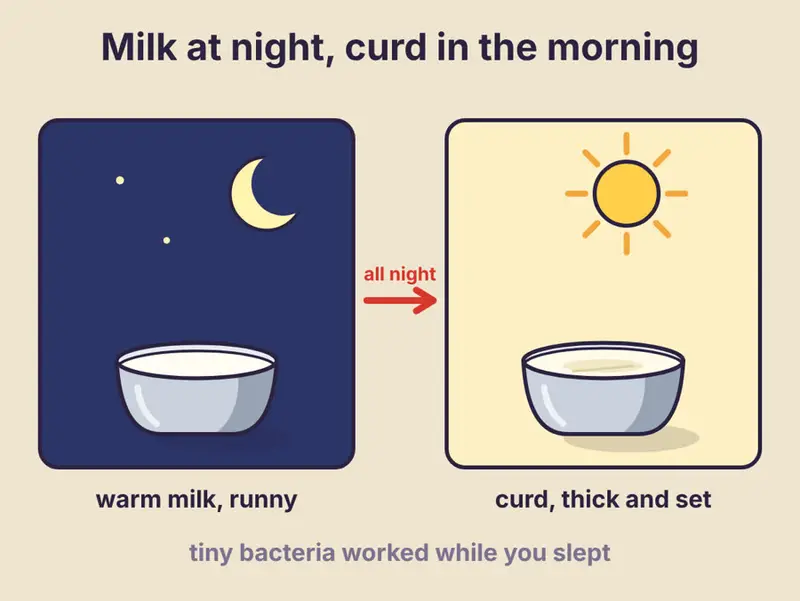 Milk at night, curd in the morning
all night
warm milk, runny
curd, thick and set
tiny bacteria worked while you slept